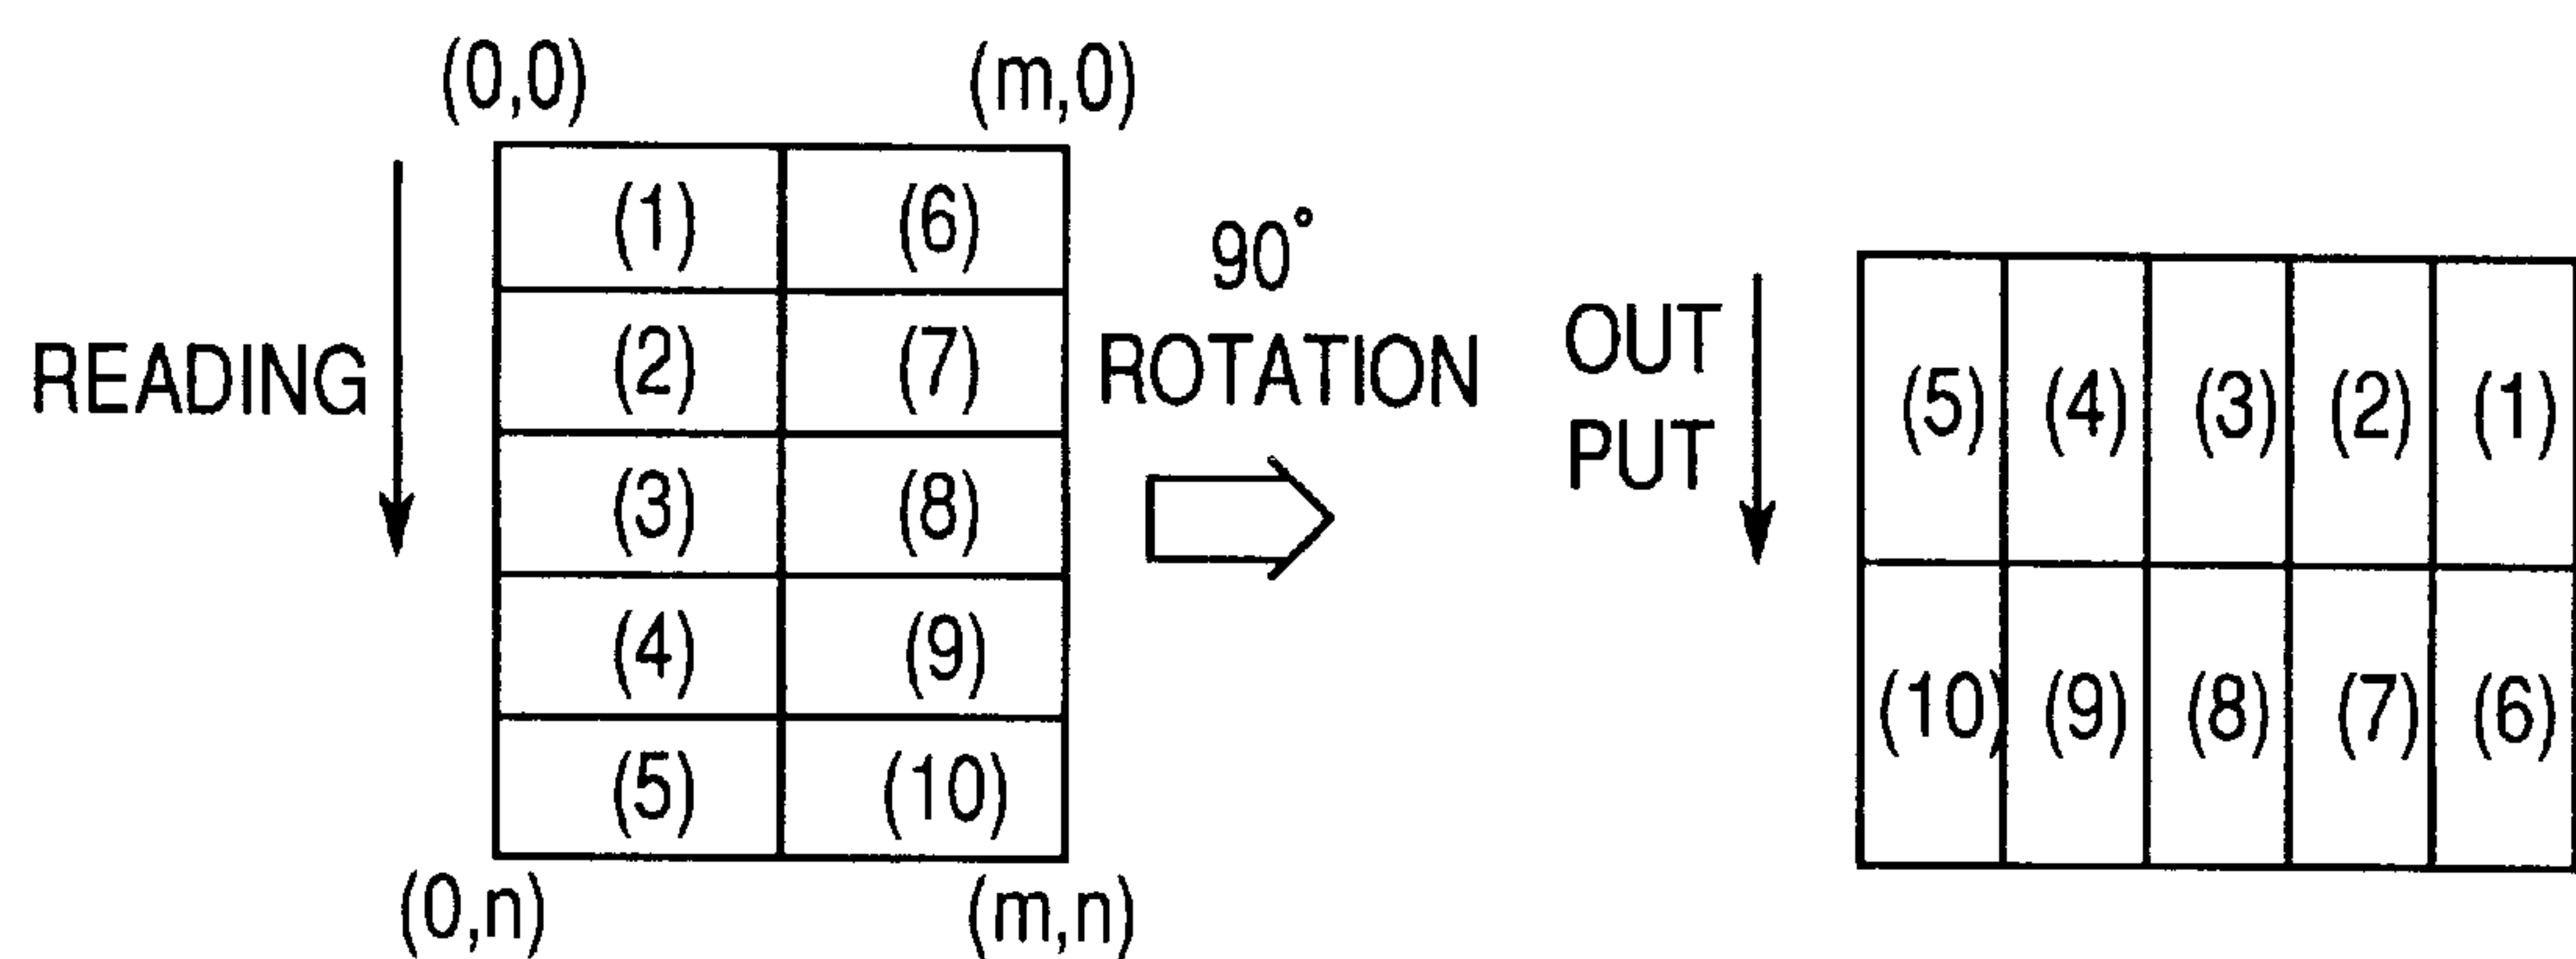 (0,0) (m,0)
READING
(1) (6)
(2) (7)
(3) (8)
(4) (9)
(5) (10)
(0,n) (m,n)
90°
ROTATION
OUT
PUT
(5) (4) (3) (2) (1)
(10) (9) (8) (7) (6)